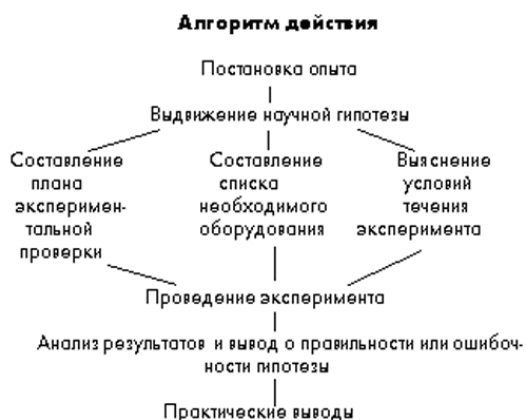 Алгоритм действия
Постановка опыта
Выдвижение научной гипотезы
Составление
плана
эксперимен-
тальной
проверки
Составление
списка
необходимого
оборудования
Выяснение
условий
течения
эксперимента
Проведение эксперимента
Анализ результатов и вывод о правильности или ошибоч-
ности гипотезы
Практические выводы